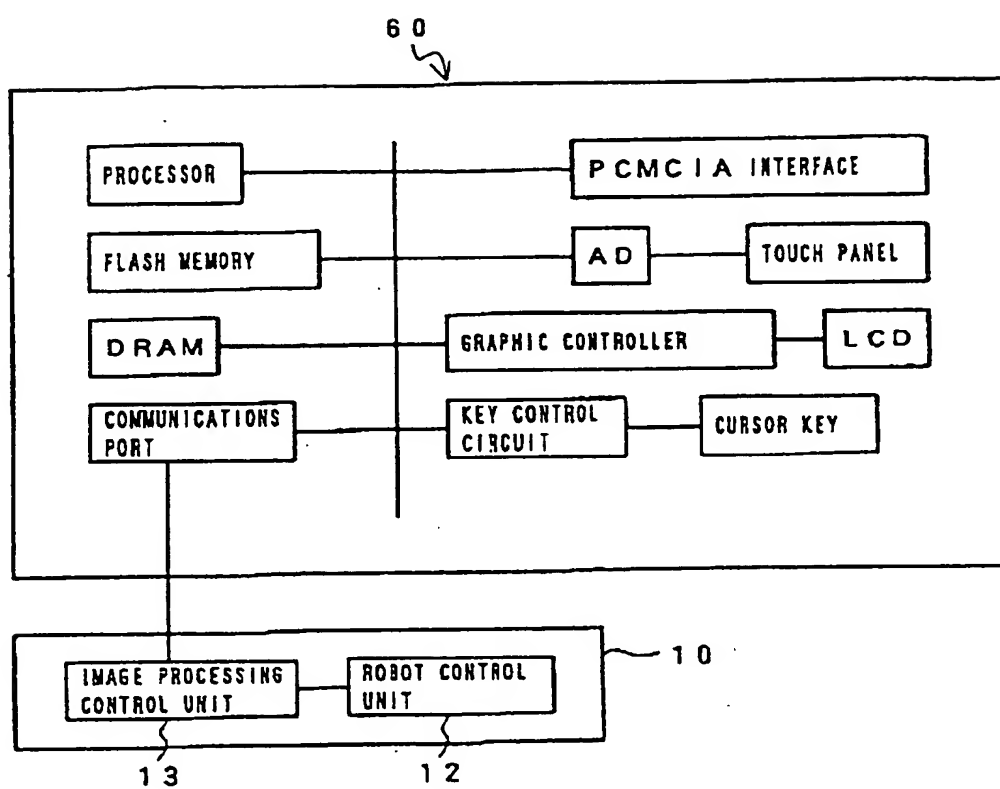 60
PROCESSOR
PCMCIA INTERFACE
FLASH MEMORY
AD
TOUCH PANEL
DRAM
GRAPHIC CONTROLLER
LCD
COMMUNICATIONS
PORT
KEY CONTROL
CIRCUIT
CURSOR KEY
10
IMAGE PROCESSING
CONTROL UNIT
ROBOT CONTROL
UNIT
13
12